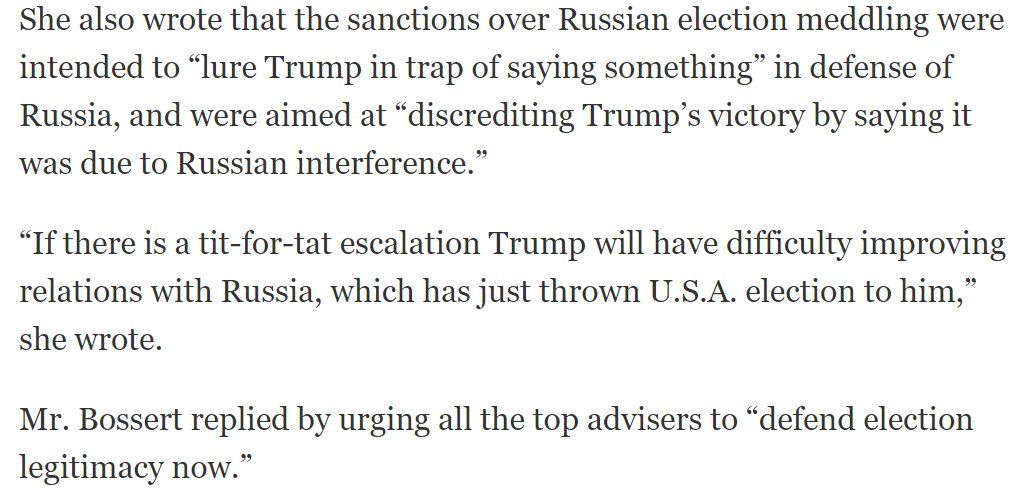 She also wrote that the sanctions over Russian election meddling were
intended to “lure Trump in trap of saying something” in defense of
Russia, and were aimed at “discrediting Trump’s victory by saying it
was due to Russian interference.”
“If there is a tit-for-tat escalation Trump will have difficulty improving
relations with Russia, which has just thrown U.S.A. election to him,”
she wrote.
Mr. Bossert replied by urging all the top advisers to “defend election
legitimacy now.”